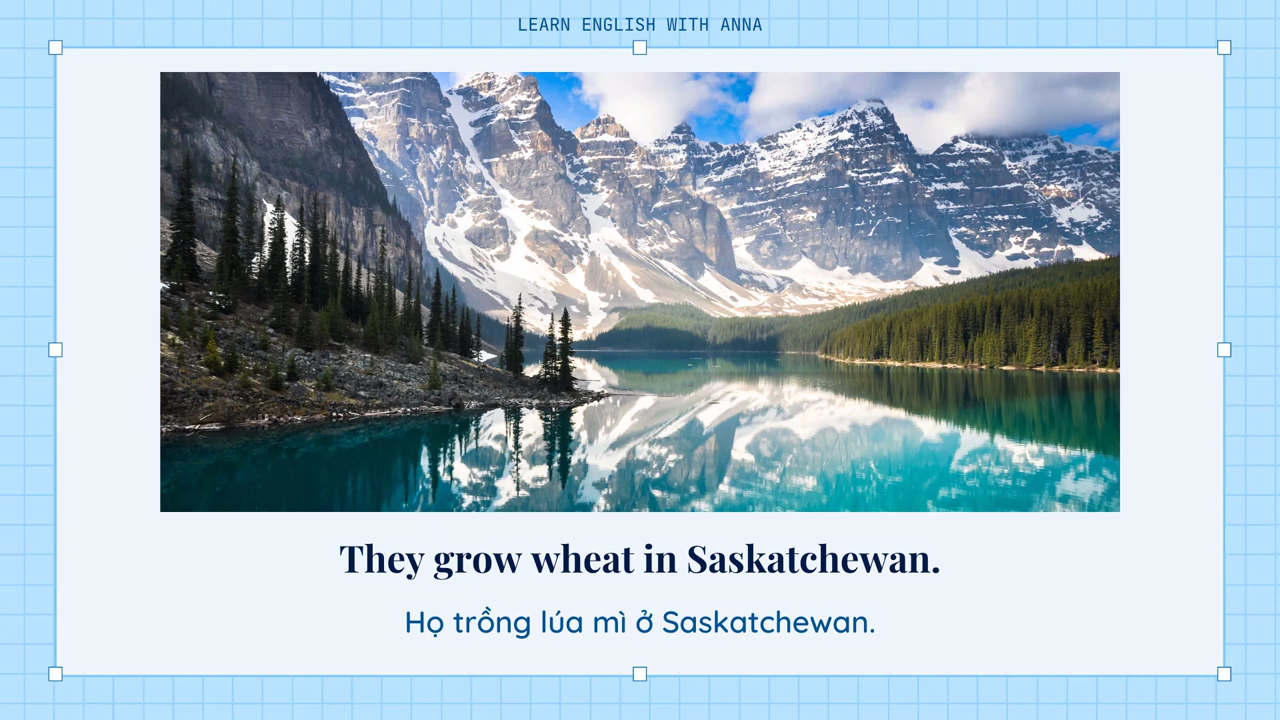 LEARN ENGLISH WITH ANNA
They grow wheat in Saskatchewan.
Họ trồng lúa mì ở Saskatchewan.